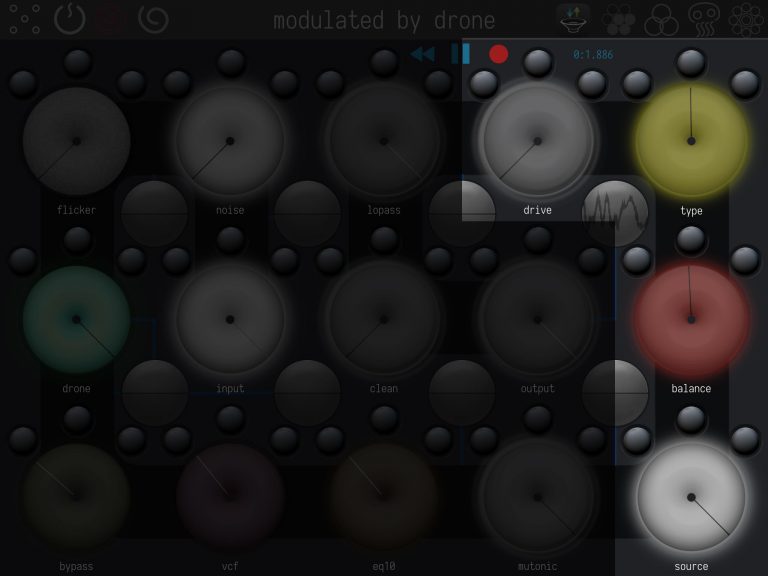 modulated by drone
0:1.886
flicker noise lopass drive type
drone input clean output balance
bypass vcf eq10 mutonic source